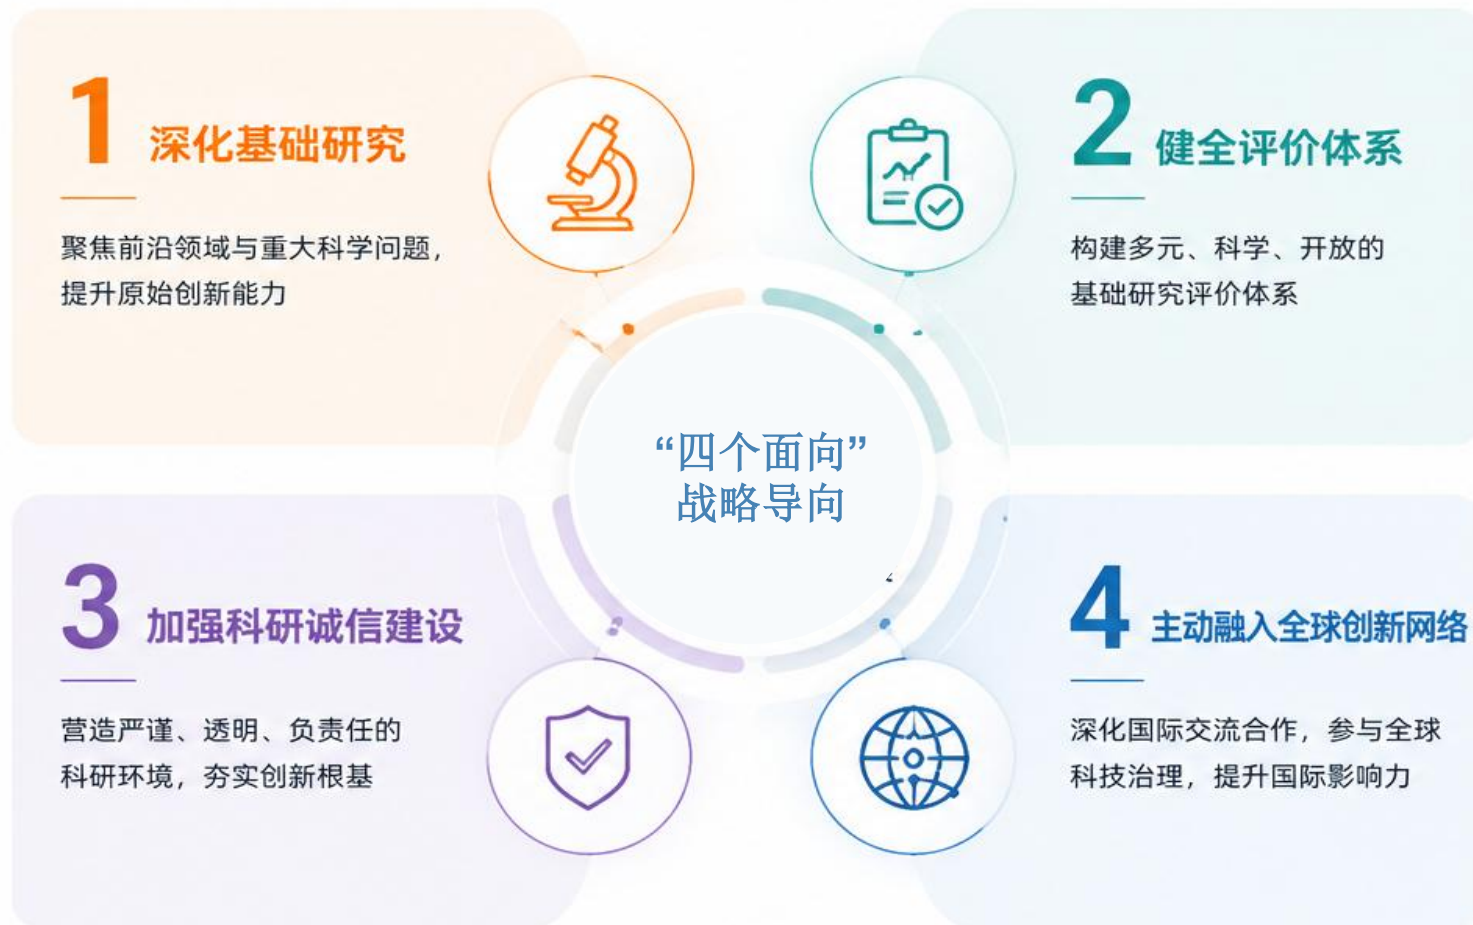 1 深化基础研究
聚焦前沿领域与重大科学问题，
提升原始创新能力
2 健全评价体系
构建多元、科学、开放的
基础研究评价体系
“四个面向”
战略导向
3 加强科研诚信建设
营造严谨、透明、负责任的
科研环境，夯实创新根基
4 主动融入全球创新网络
深化国际交流合作，参与全球
科技治理，提升国际影响力